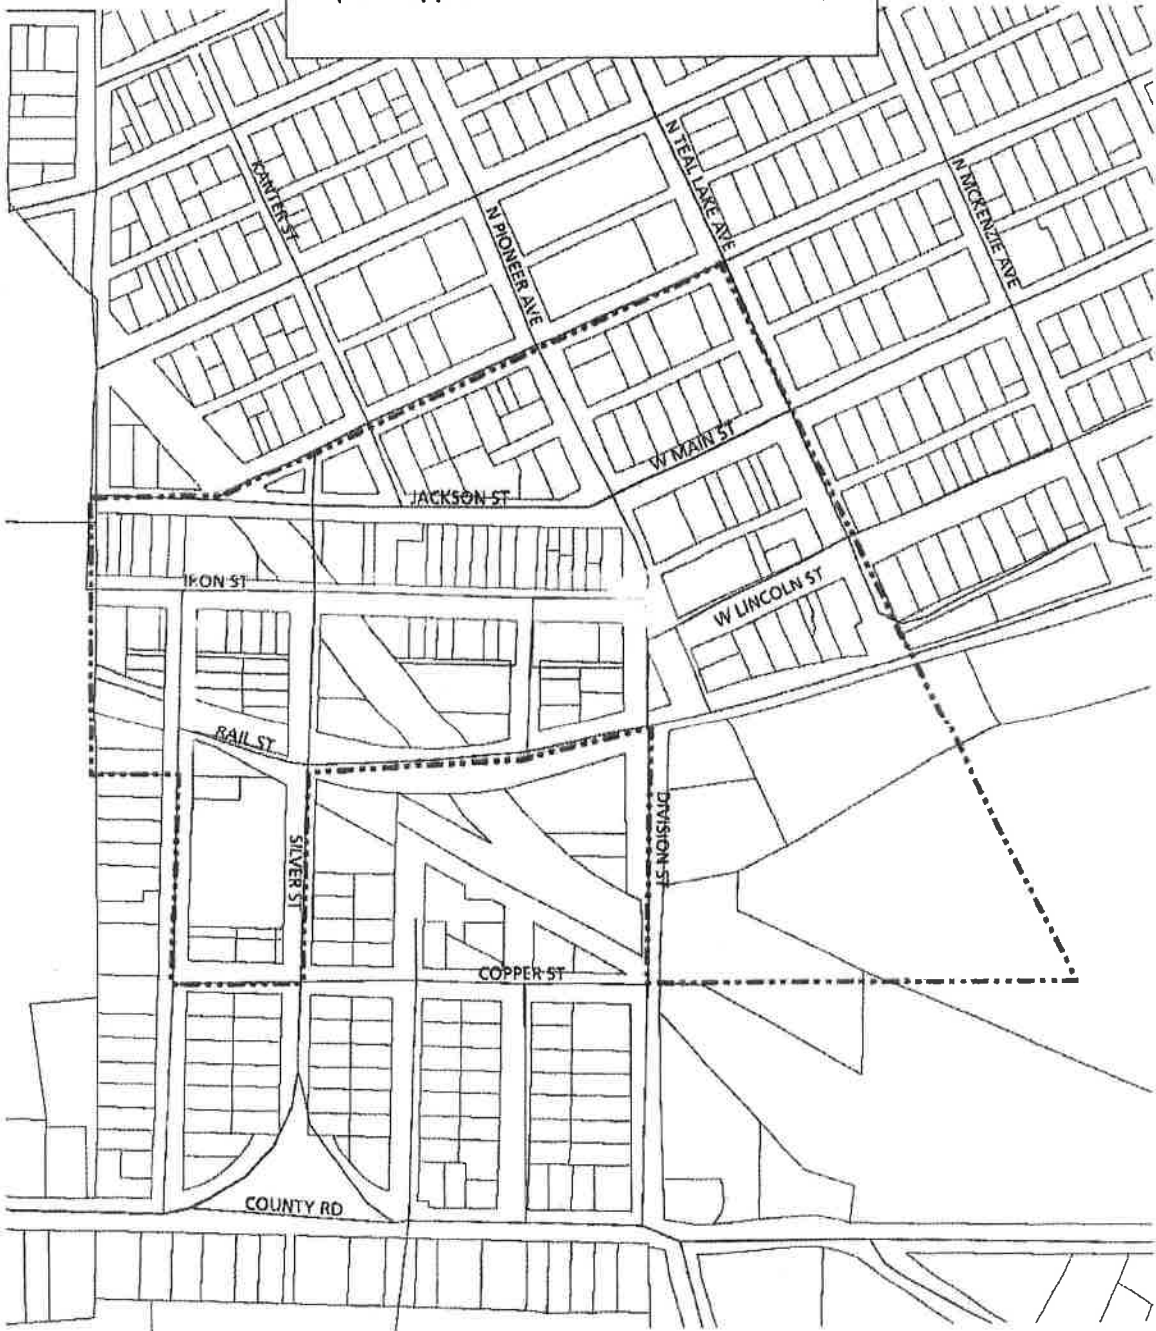 N TEAL LAKE AVE
KANTER ST
N MCKENZIE AVE
N PIONEER AVE
W MAIN ST
JACKSON ST
IRON ST
W LINCOLN ST
RAIL ST
SILVER ST
DIVISION ST
COPPER ST
COUNTY RD